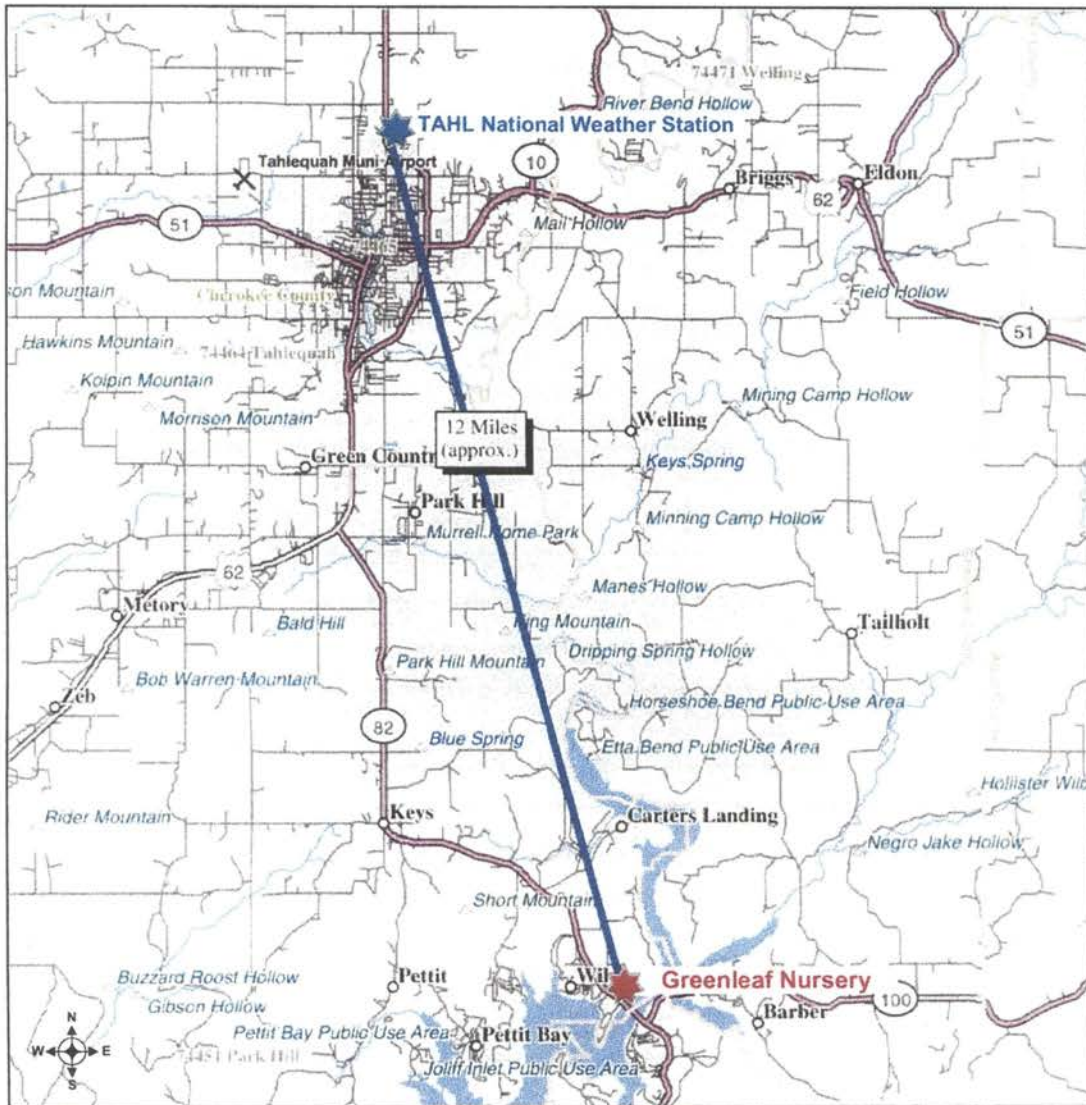 74471 Welling
River Bend Hollow
TAHL National Weather Station
Tahlequah Muni Airport
10
Briggs
Eldon
62
51
Mail Hollow
74465
son Mountain
Cherokee County
Field Hollow
Hawkins Mountain
74464 Tahlequah
51
Kolpin Mountain
Mining Camp Hollow
Morrison Mountain
12 Miles
(approx.)
Welling
Green Countr
Keys Spring
Park Hill
Minning Camp Hollow
Murrell Home Park
62
Manes Hollow
Metory
Bald Hill
King Mountain
Tailholt
Dripping Spring Hollow
Park Hill Mountain
Bob Warren Mountain
Zeb
Horseshoe Bend Public Use Area
82
Blue Spring
Etta Bend Public Use Area
Hollister Wild
Rider Mountain
Keys
Carters Landing
Negro Jake Hollow
Short Mountain
Buzzard Roost Hollow
Pettit
Wil
Greenleaf Nursery
Gibson Hollow
100
Barber
N
W E
S
Pettit Bay Public Use Area
Pettit Bay
74451 Park Hill
Joliff Inlet Public Use Area